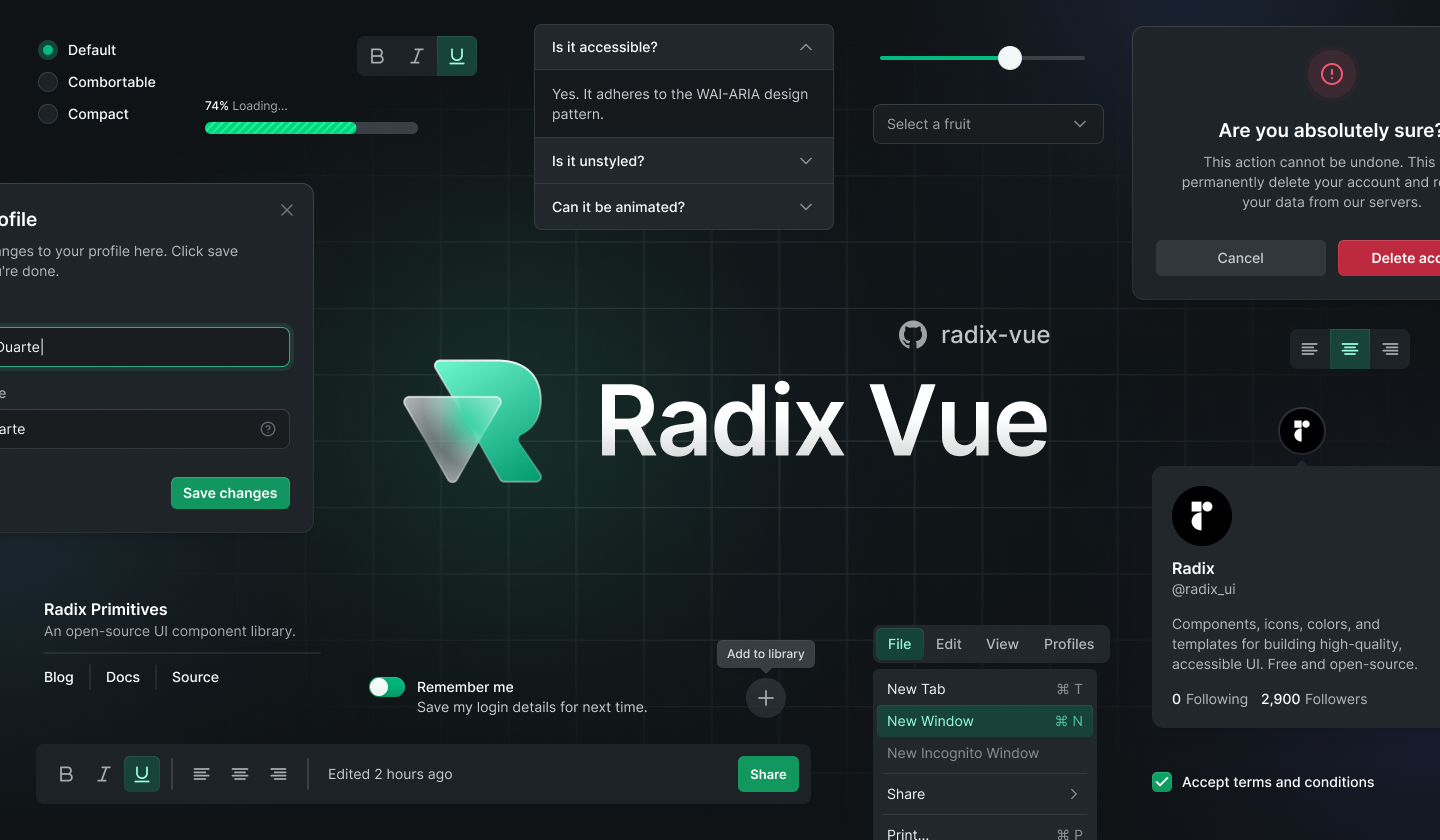 Default
Combortable
Compact
74% Loading...
B I U
Is it accessible?
Yes. It adheres to the WAI-ARIA design
pattern.
Is it unstyled?
Can it be animated?
Select a fruit
Are you absolutely sure?
This action cannot be undone. This
permanently delete your account and
your data from our servers.
Cancel
Delete
ofile
nges to your profile here. Click save
u're done.
Duarte
e
arte
Save changes
radix-vue
Radix Vue
Radix
@radix_ui
Components, icons, colors, and
templates for building high-quality,
accessible UI. Free and open-source.
0 Following 2,900 Followers
Radix Primitives
An open-source UI component library.
Blog Docs Source
Remember me
Save my login details for next time.
Add to library
File Edit View Profiles
New Tab ⌘ T
New Window ⌘ N
New Incognito Window
Share
Print... ⌘ P
B I U
Edited 2 hours ago
Share
Accept terms and conditions